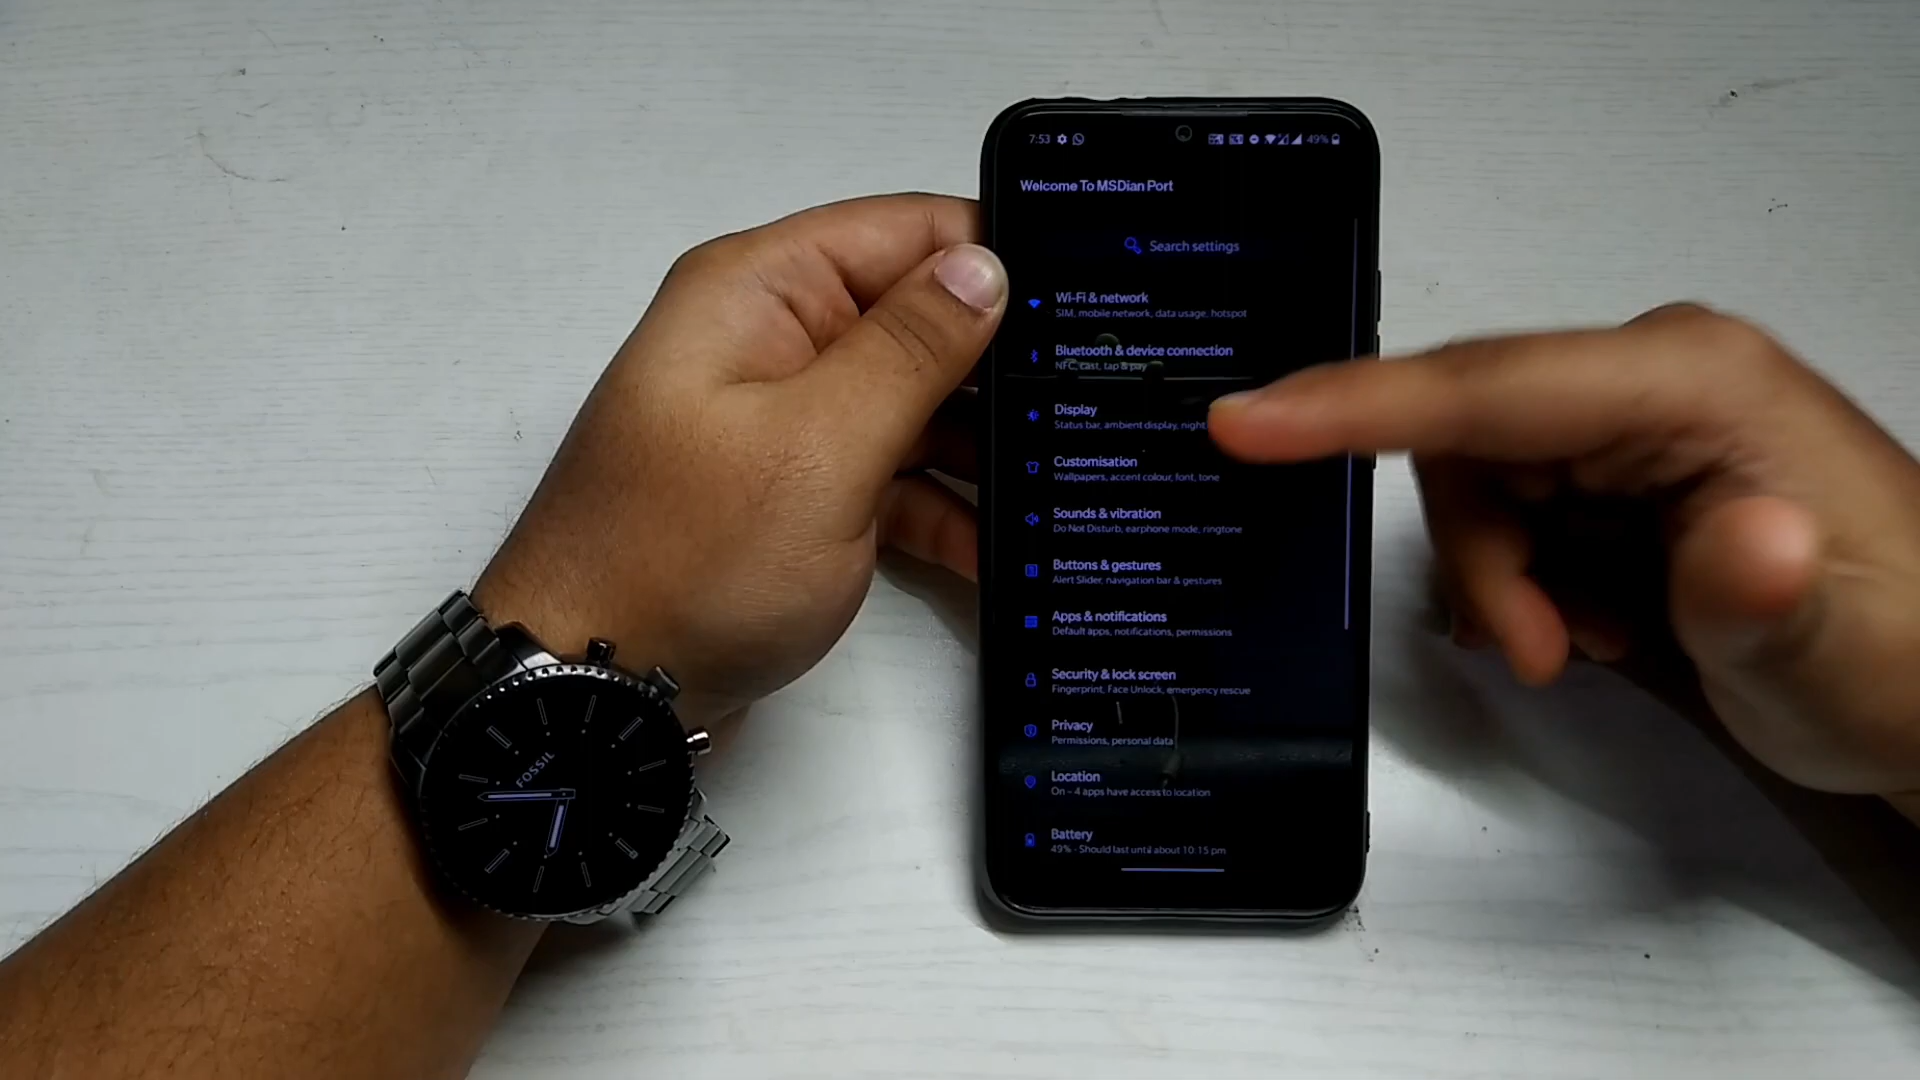 7:53
49%
Welcome To MSDian Port
Search settings
Wi-Fi & network
SIM, mobile network, data usage, hotspot
Bluetooth & device connection
NFC, cast, tap & pay
Display
Status bar, ambient display, night
Customisation
Wallpapers, accent colour, font, tone
Sounds & vibration
Do Not Disturb, earphone mode, ringtone
Buttons & gestures
Alert Slider, navigation bar & gestures
Apps & notifications
Default apps, notifications, permissions
Security & lock screen
Fingerprint, Face Unlock, emergency rescue
Privacy
Permissions, personal data
Location
On - 4 apps have access to location
Battery
49% - Should last until about 10:15 pm
FOSSIL